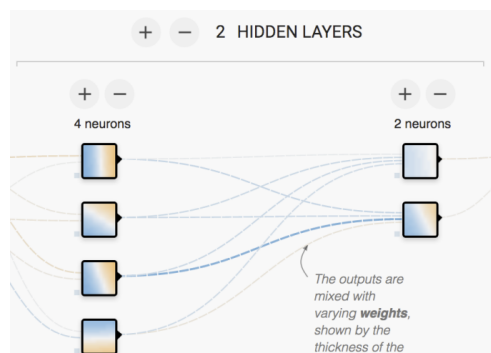 + − 2 HIDDEN LAYERS
+ − + −
4 neurons 2 neurons
The outputs are
mixed with
varying weights,
shown by the
thickness of the